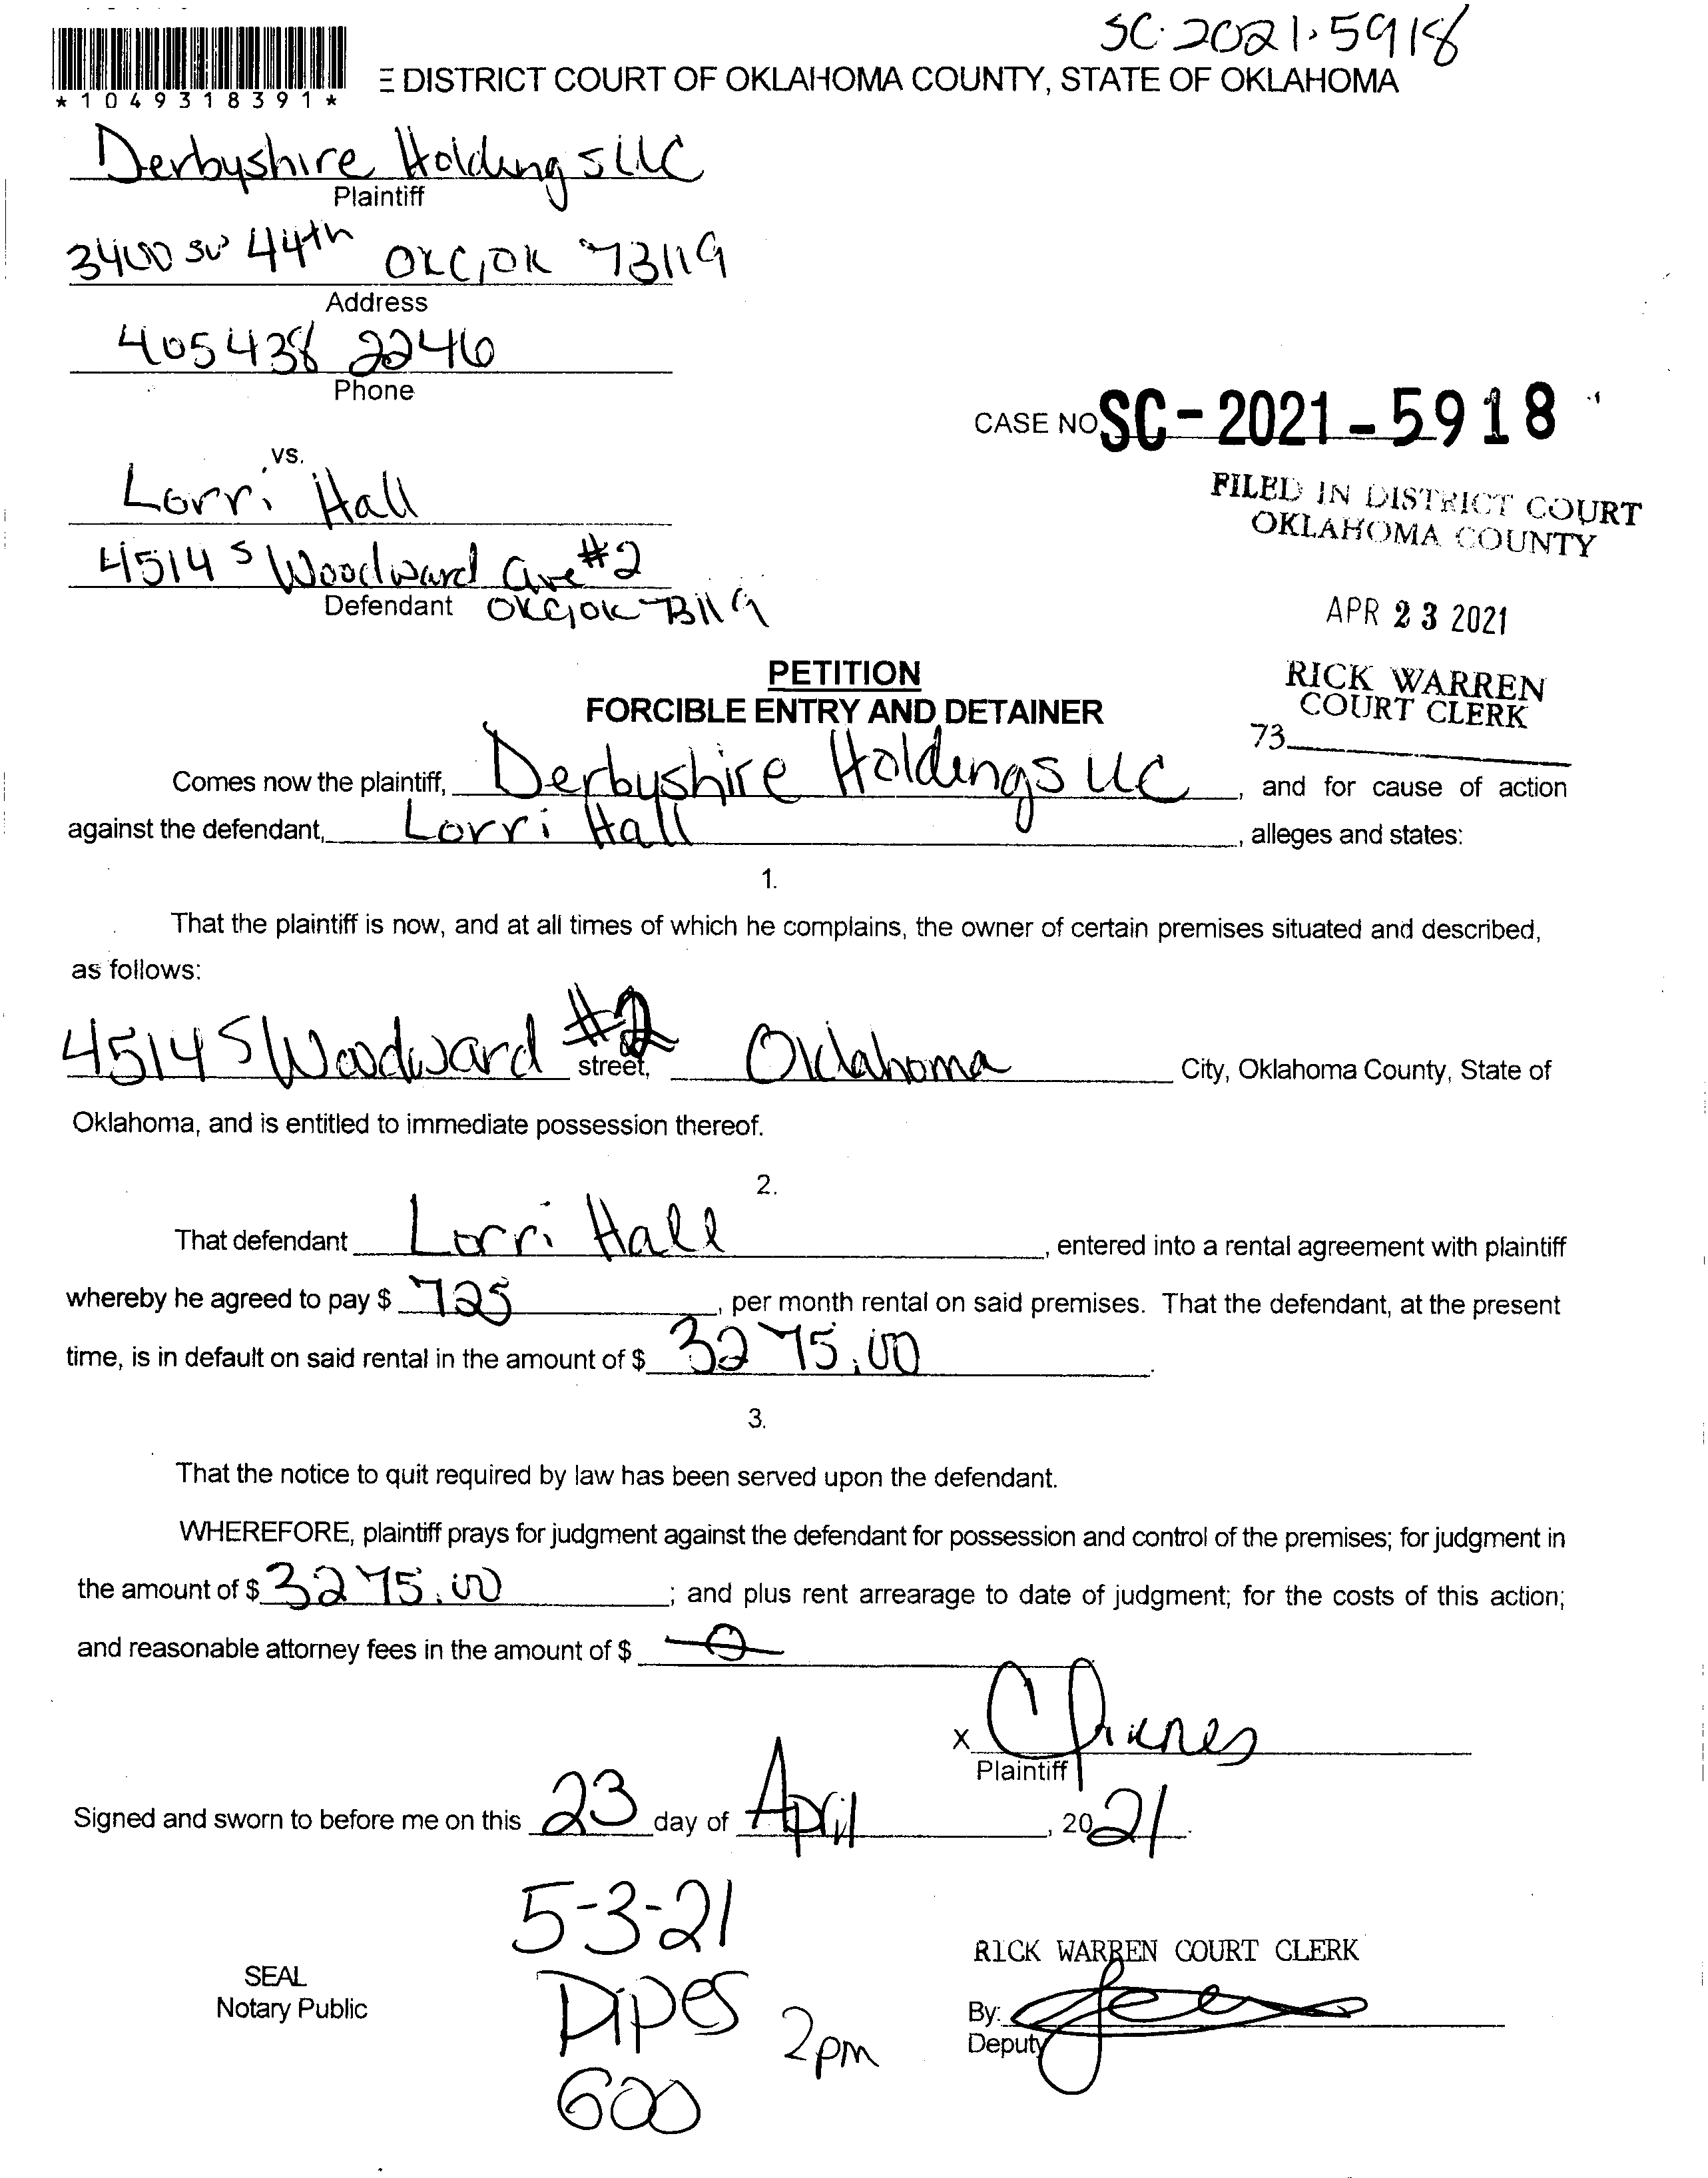 SC-2021-5918
*1049318391*
E DISTRICT COURT OF OKLAHOMA COUNTY, STATE OF OKLAHOMA
Derbyshire Holdings LLC
Plaintiff
3400 SW 44th OKC, OK 73119
Address
405 438 2246
Phone
CASE NO SC-2021-5918
vs.
Lorri Hall
FILED IN DISTRICT COURT
OKLAHOMA COUNTY
4514 S Woodward ave #2
Defendant OKC, OK 73119
APR 23 2021
PETITION
FORCIBLE ENTRY AND DETAINER
RICK WARREN
COURT CLERK
73
Comes now the plaintiff, Derbyshire Holdings LLC, and for cause of action
against the defendant, Lorri Hall, alleges and states:
1.
That the plaintiff is now, and at all times of which he complains, the owner of certain premises situated and described,
as follows:
4514 S Woodward #2 street, Oklahoma City, Oklahoma County, State of
Oklahoma, and is entitled to immediate possession thereof.
2.
That defendant Lorri Hall, entered into a rental agreement with plaintiff
whereby he agreed to pay $ 725, per month rental on said premises. That the defendant, at the present
time, is in default on said rental in the amount of $ 3275.00.
3.
That the notice to quit required by law has been served upon the defendant.
WHEREFORE, plaintiff prays for judgment against the defendant for possession and control of the premises; for judgment in
the amount of $ 3275.00; and plus rent arrearage to date of judgment; for the costs of this action;
and reasonable attorney fees in the amount of $ 0
X
Plaintiff
Signed and sworn to before me on this 23 day of April, 2021.
5-3-21
RICK WARREN COURT CLERK
SEAL
Notary Public
Dipes
2pm
By:
Deputy
600